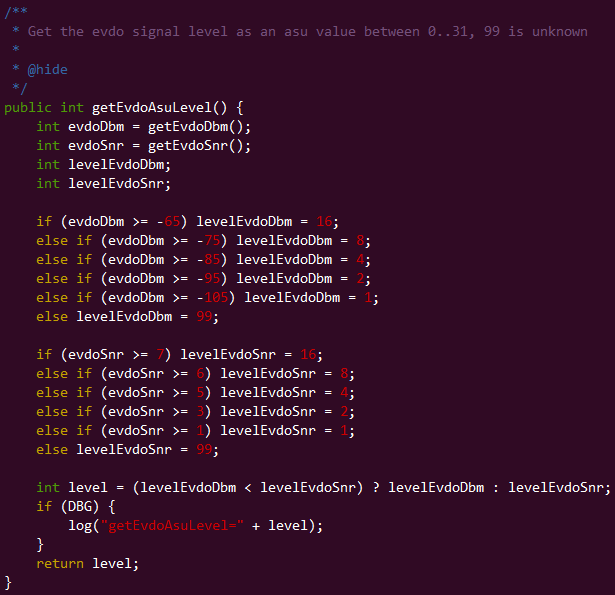 /**
 * Get the evdo signal level as an asu value between 0..31, 99 is unknown
 *
 * @hide
 */
public int getEvdoAsuLevel() {
    int evdoDbm = getEvdoDbm();
    int evdoSnr = getEvdoSnr();
    int levelEvdoDbm;
    int levelEvdoSnr;

    if (evdoDbm >= -65) levelEvdoDbm = 16;
    else if (evdoDbm >= -75) levelEvdoDbm = 8;
    else if (evdoDbm >= -85) levelEvdoDbm = 4;
    else if (evdoDbm >= -95) levelEvdoDbm = 2;
    else if (evdoDbm >= -105) levelEvdoDbm = 1;
    else levelEvdoDbm = 99;

    if (evdoSnr >= 7) levelEvdoSnr = 16;
    else if (evdoSnr >= 6) levelEvdoSnr = 8;
    else if (evdoSnr >= 5) levelEvdoSnr = 4;
    else if (evdoSnr >= 3) levelEvdoSnr = 2;
    else if (evdoSnr >= 1) levelEvdoSnr = 1;
    else levelEvdoSnr = 99;

    int level = (levelEvdoDbm < levelEvdoSnr) ? levelEvdoDbm : levelEvdoSnr;
    if (DBG) {
        log("getEvdoAsuLevel=" + level);
    }
    return level;
}